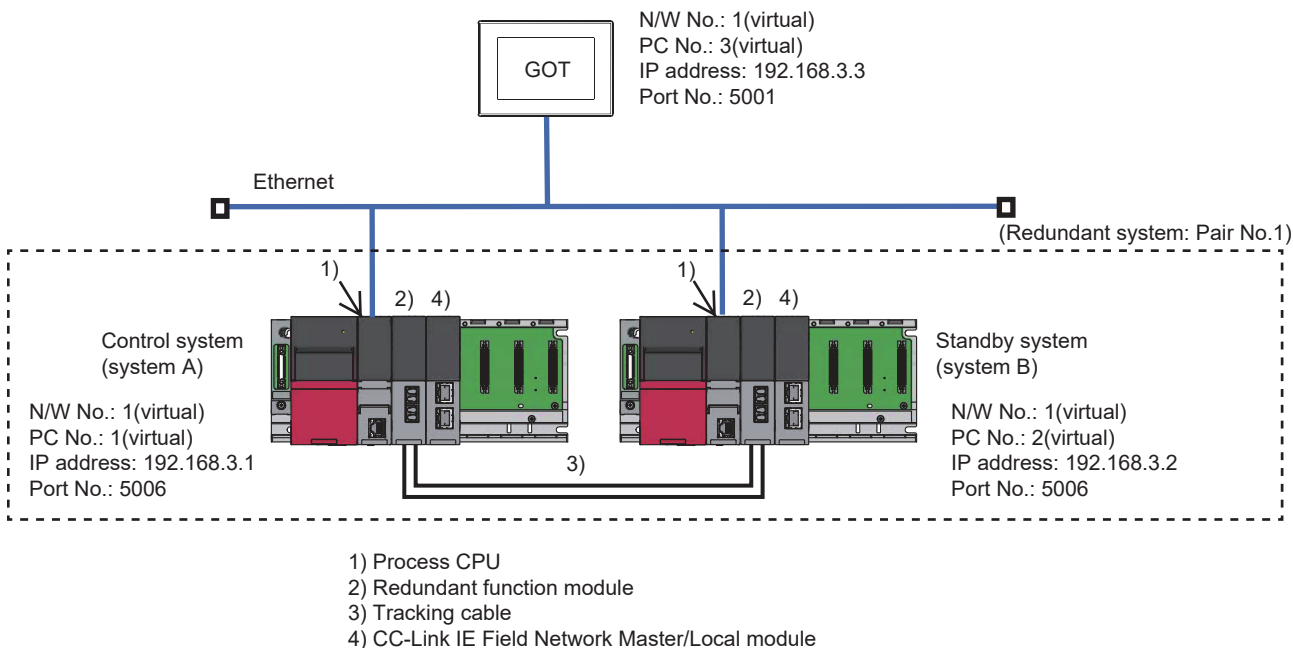 N/W No.: 1(virtual)
PC No.: 3(virtual)
IP address: 192.168.3.3
Port No.: 5001
GOT
Ethernet
(Redundant system: Pair No.1)
1)
2)
4)
1)
2)
4)
Control system
(system A)
N/W No.: 1(virtual)
PC No.: 1(virtual)
IP address: 192.168.3.1
Port No.: 5006
Standby system
(system B)
N/W No.: 1(virtual)
PC No.: 2(virtual)
IP address: 192.168.3.2
Port No.: 5006
3)
1) Process CPU
2) Redundant function module
3) Tracking cable
4) CC-Link IE Field Network Master/Local module